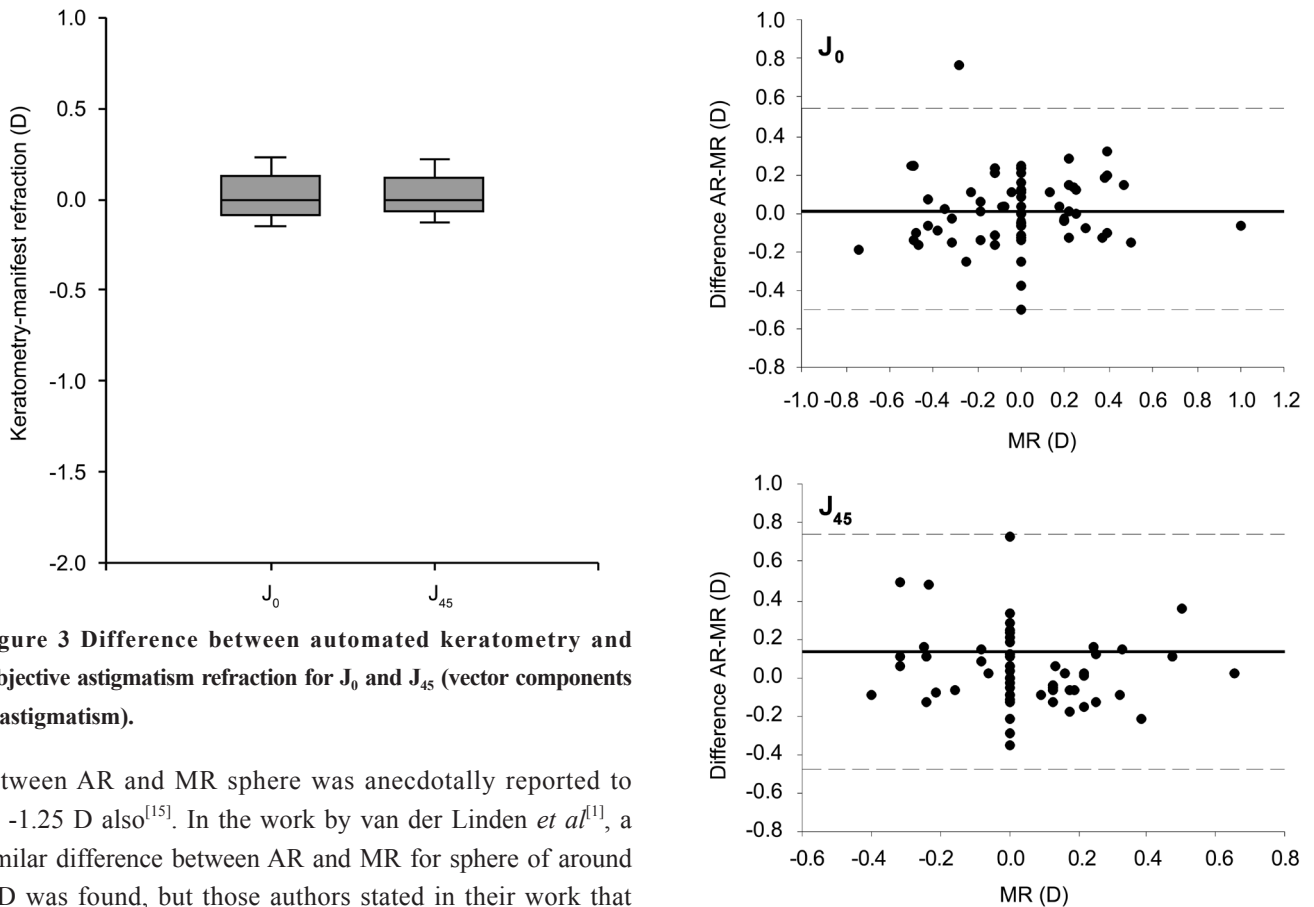 1.0
0.5
0.0
-0.5
-1.0
-1.5
-2.0
Keratometry-manifest refraction (D)
J0 J45
gure 3 Difference between automated keratometry and
bjective astigmatism refraction for J0 and J45 (vector components
astigmatism).
tween AR and MR sphere was anecdotally reported to
-1.25 D also[15]. In the work by van der Linden et al[1], a
milar difference between AR and MR for sphere of around
D was found, but those authors stated in their work that
J0
1.0
0.8
0.6
0.4
0.2
0.0
-0.2
-0.4
-0.6
-0.8
Difference AR-MR (D)
-1.0 -0.8 -0.6 -0.4 -0.2 0.0 0.2 0.4 0.6 0.8 1.0 1.2
MR (D)
J45
1.0
0.8
0.6
0.4
0.2
0.0
-0.2
-0.4
-0.6
-0.8
Difference AR-MR (D)
-0.6 -0.4 -0.2 0.0 0.2 0.4 0.6 0.8
MR (D)